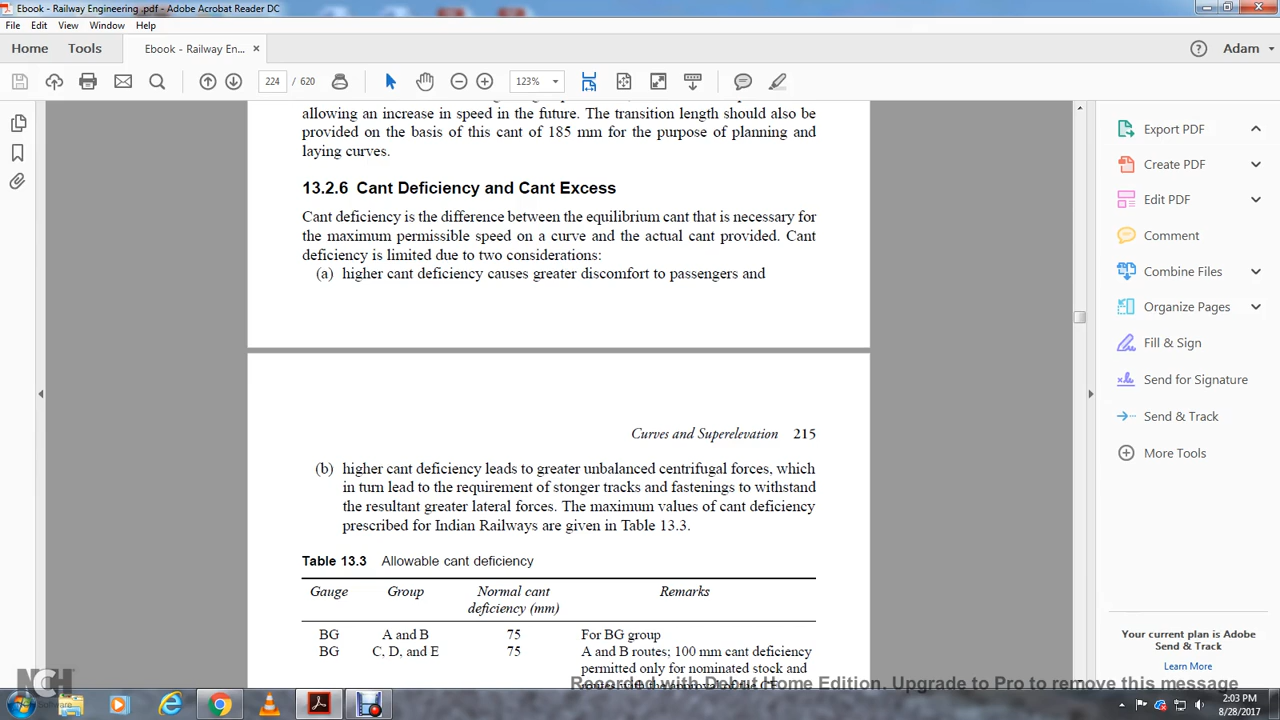 Ebook - Railway Engineering .pdf - Adobe Acrobat Reader DC
File Edit View Window Help
Home Tools Ebook - Railway En... × Adam
224 / 620 123%
allowing an increase in speed in the future. The transition length should also be
provided on the basis of this cant of 185 mm for the purpose of planning and
laying curves.
13.2.6 Cant Deficiency and Cant Excess
Cant deficiency is the difference between the equilibrium cant that is necessary for
the maximum permissible speed on a curve and the actual cant provided. Cant
deficiency is limited due to two considerations:
(a) higher cant deficiency causes greater discomfort to passengers and
Curves and Superelevation 215
(b) higher cant deficiency leads to greater unbalanced centrifugal forces, which
in turn lead to the requirement of stonger tracks and fastenings to withstand
the resultant greater lateral forces. The maximum values of cant deficiency
prescribed for Indian Railways are given in Table 13.3.
Table 13.3 Allowable cant deficiency
Gauge Group Normal cant Remarks
deficiency (mm)
BG A and B 75 For BG group
BG C, D, and E 75 A and B routes; 100 mm cant deficiency
permitted only for nominated stock and
Export PDF
Create PDF
Edit PDF
Comment
Combine Files
Organize Pages
Fill & Sign
Send for Signature
Send & Track
More Tools
Your current plan is Adobe
Send & Track
Learn More
NCH Software
Recorded with Debut Home Edition. Upgrade to Pro to remove this message
2:03 PM
8/28/2017